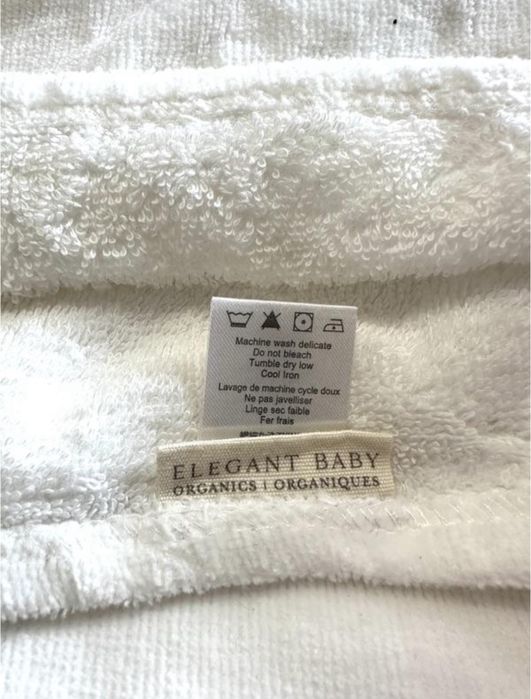 Machine wash delicate
Do not bleach
Tumble dry low
Cool Iron
Lavage de machine cycle doux
Ne pas javelliser
Linge sec faible
Fer frais
ELEGANT BABY
ORGANICS | ORGANIQUES